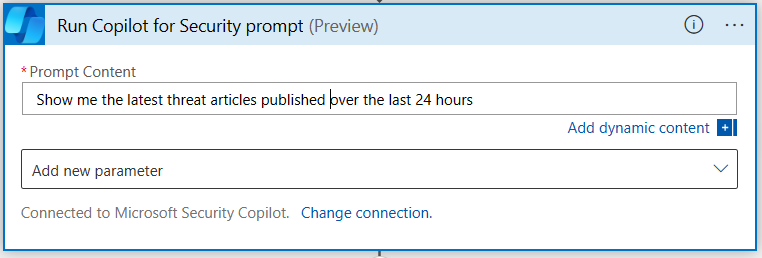 Run Copilot for Security prompt (Preview)
* Prompt Content
Show me the latest threat articles published over the last 24 hours
Add dynamic content
Add new parameter
Connected to Microsoft Security Copilot. Change connection.